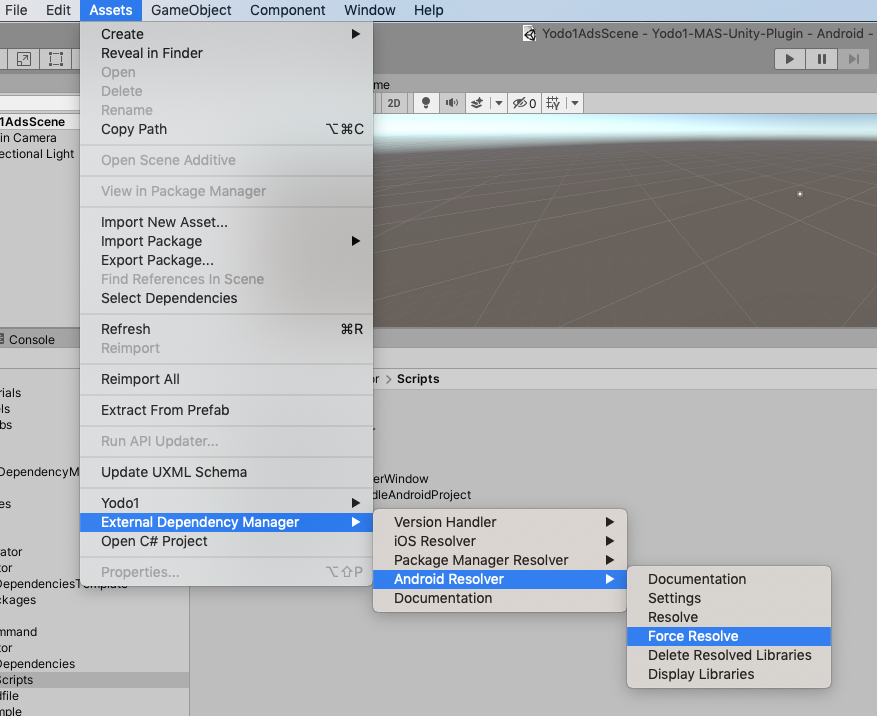 File Edit Assets GameObject Component Window Help
Yodo1AdsScene - Yodo1-MAS-Unity-Plugin - Android -
Create
Reveal in Finder
Open
Delete
Rename
Copy Path ⌥⌘C
Open Scene Additive
View in Package Manager
Import New Asset...
Import Package
Export Package...
Find References In Scene
Select Dependencies
Refresh ⌘R
Reimport
Reimport All
Extract From Prefab
Run API Updater...
Update UXML Schema
Yodo1
External Dependency Manager
Open C# Project
Properties... ⌥⇧P
me
2D
0
1AdsScene
in Camera
ectional Light
Console
r > Scripts
rials
ls
bs
DependencyM
es
ator
tor
DependenciesTemplate
ckages
mmand
tor
Dependencies
Scripts
dfile
mple
erWindow
dleAndroidProject
Version Handler
iOS Resolver
Package Manager Resolver
Android Resolver
Documentation
Documentation
Settings
Resolve
Force Resolve
Delete Resolved Libraries
Display Libraries